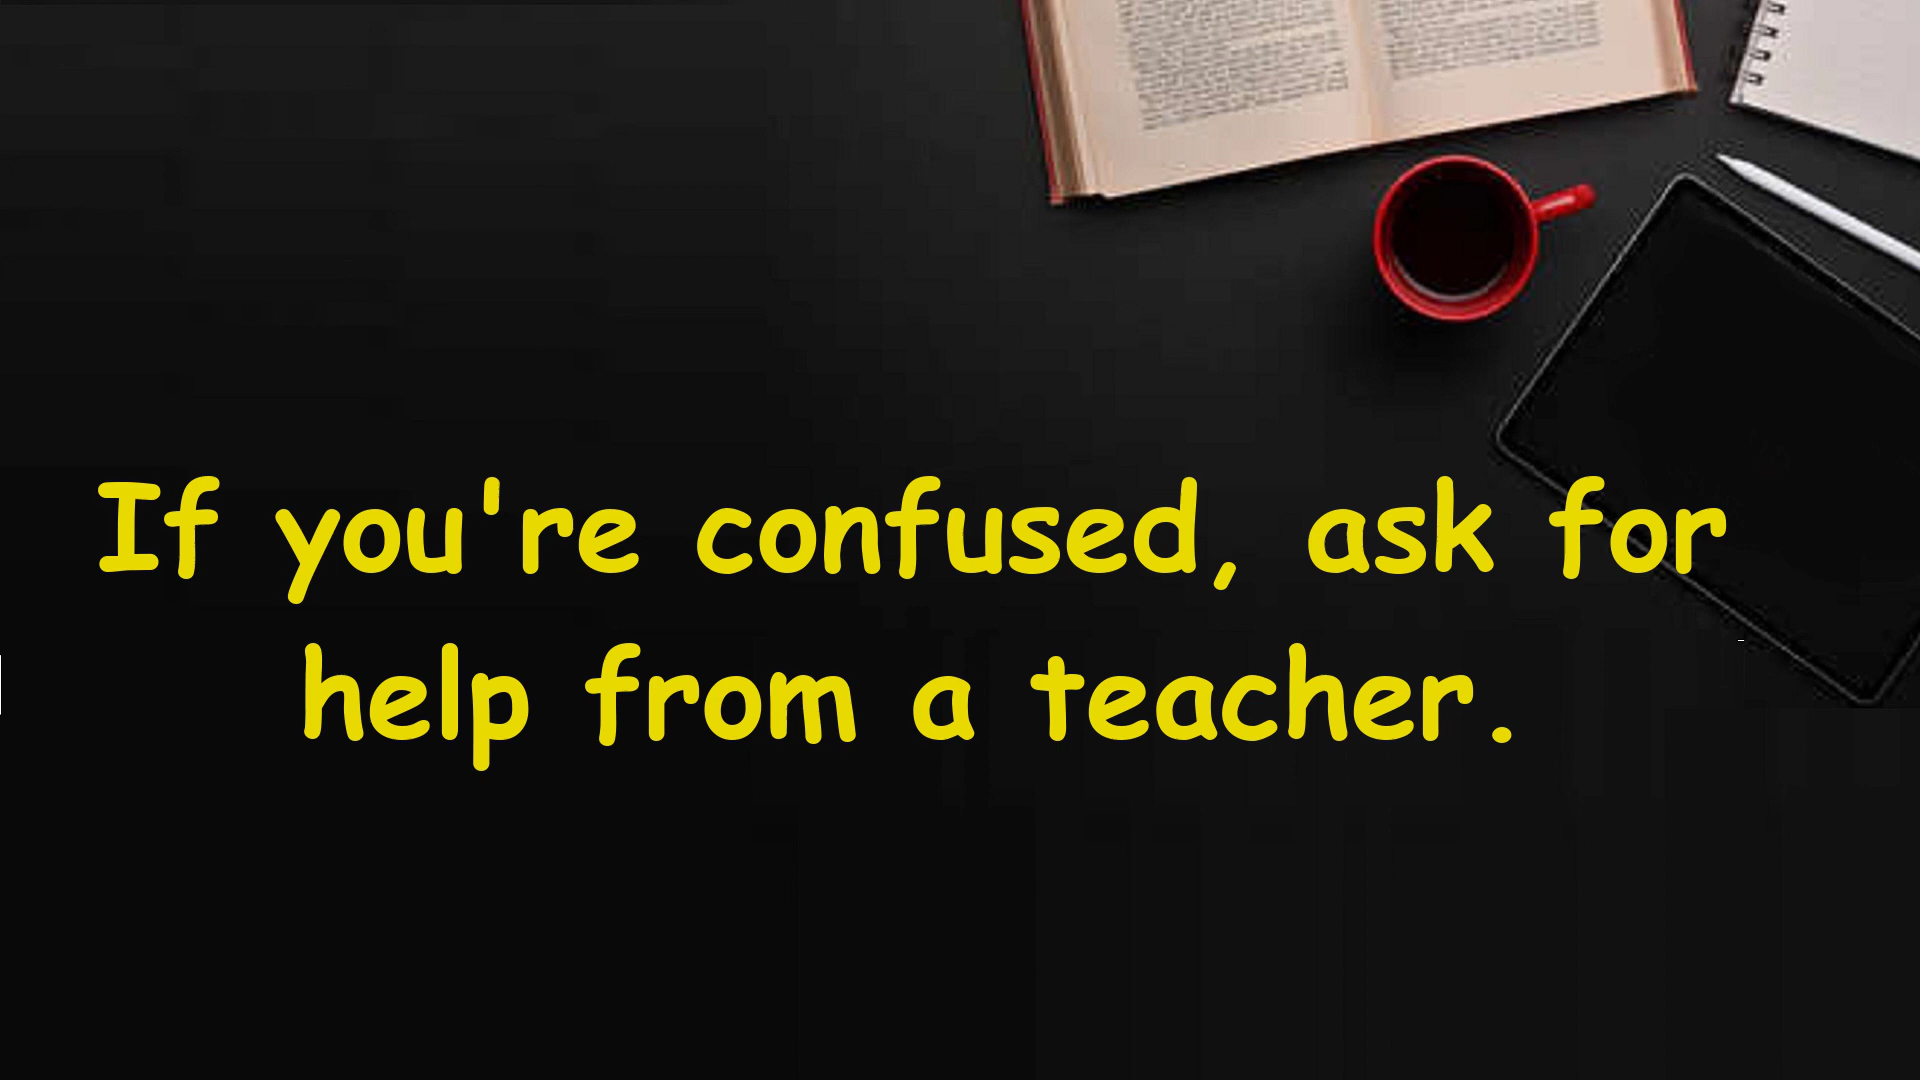 If you're confused, ask for
help from a teacher.